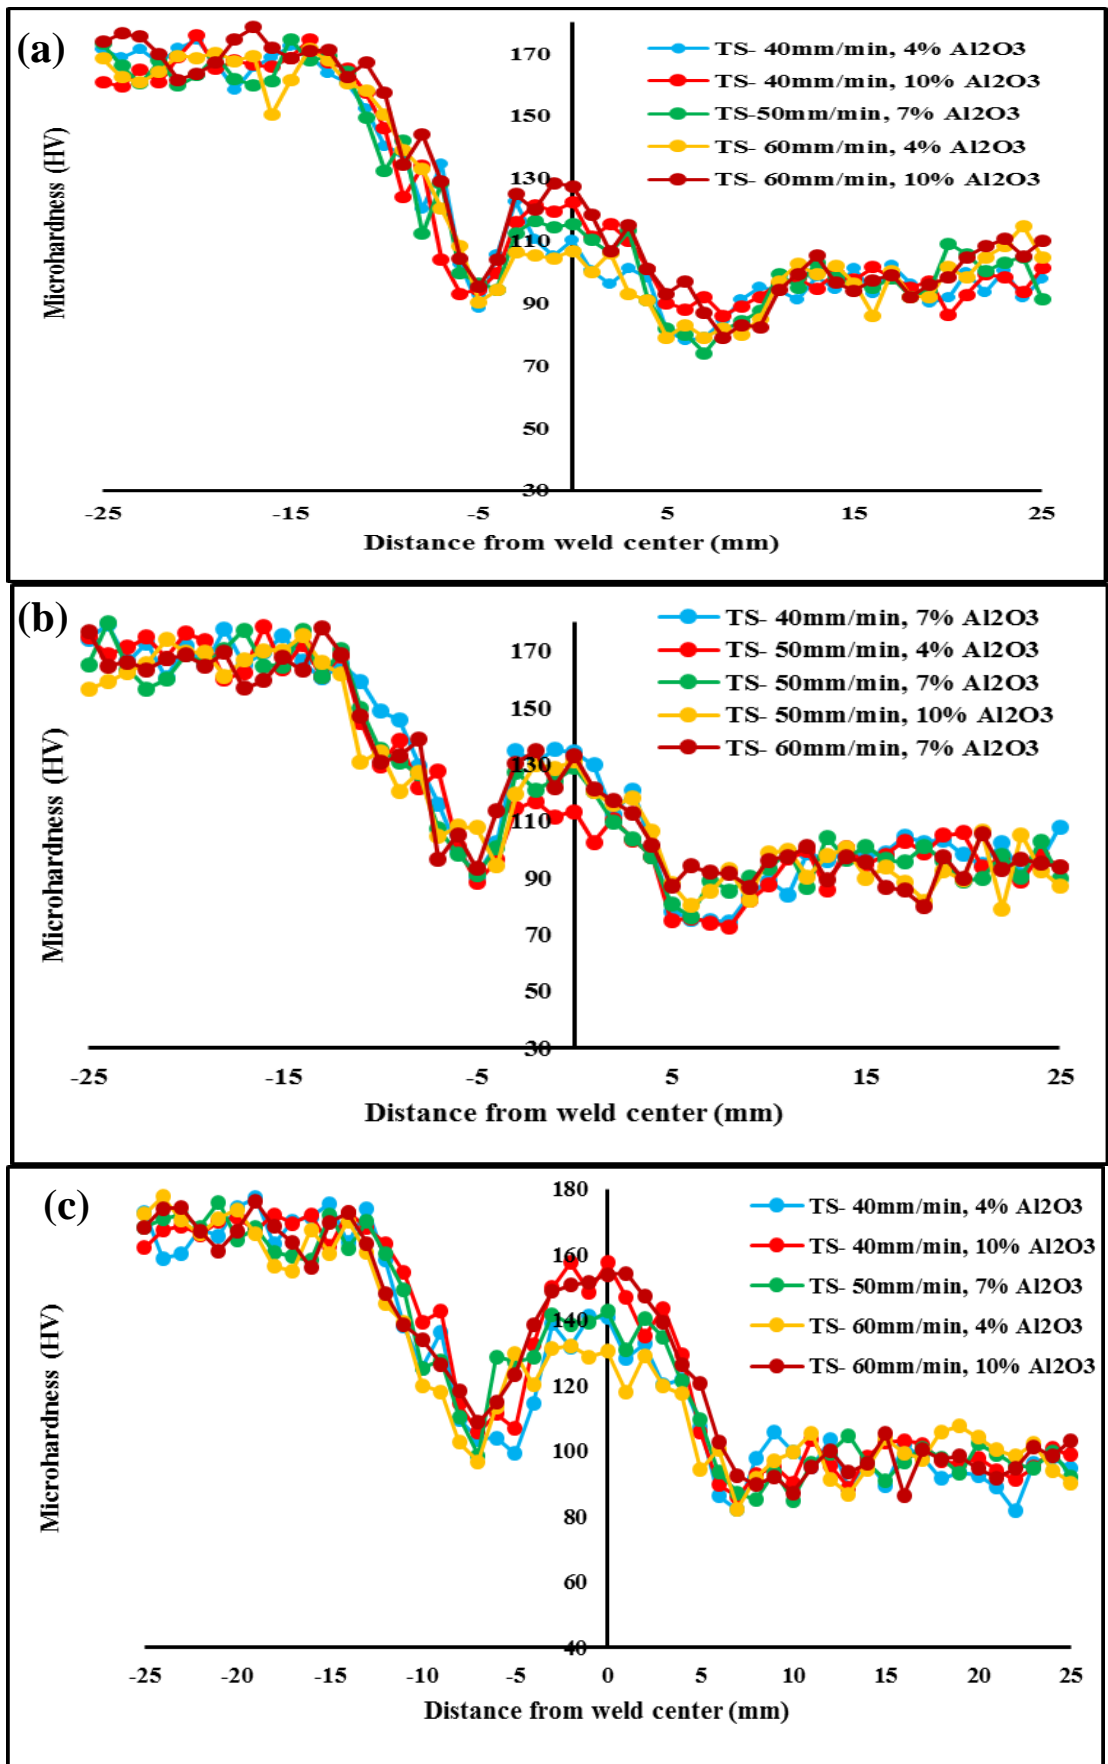 (a)
170
150
130
110
90
70
50
30
-25 -15 -5 5 15 25
Distance from weld center (mm)
Microhardness (HV)
TS- 40mm/min, 4% Al2O3
TS- 40mm/min, 10% Al2O3
TS-50mm/min, 7% Al2O3
TS- 60mm/min, 4% Al2O3
TS- 60mm/min, 10% Al2O3
(b)
170
150
130
110
90
70
50
30
-25 -15 -5 5 15 25
Distance from weld center (mm)
Microhardness (HV)
TS- 40mm/min, 7% Al2O3
TS- 50mm/min, 4% Al2O3
TS- 50mm/min, 7% Al2O3
TS- 50mm/min, 10% Al2O3
TS- 60mm/min, 7% Al2O3
(c)
180
160
140
120
100
80
60
40
-25 -20 -15 -10 -5 0 5 10 15 20 25
Distance from weld center (mm)
Microhardness (HV)
TS- 40mm/min, 4% Al2O3
TS- 40mm/min, 10% Al2O3
TS- 50mm/min, 7% Al2O3
TS- 60mm/min, 4% Al2O3
TS- 60mm/min, 10% Al2O3